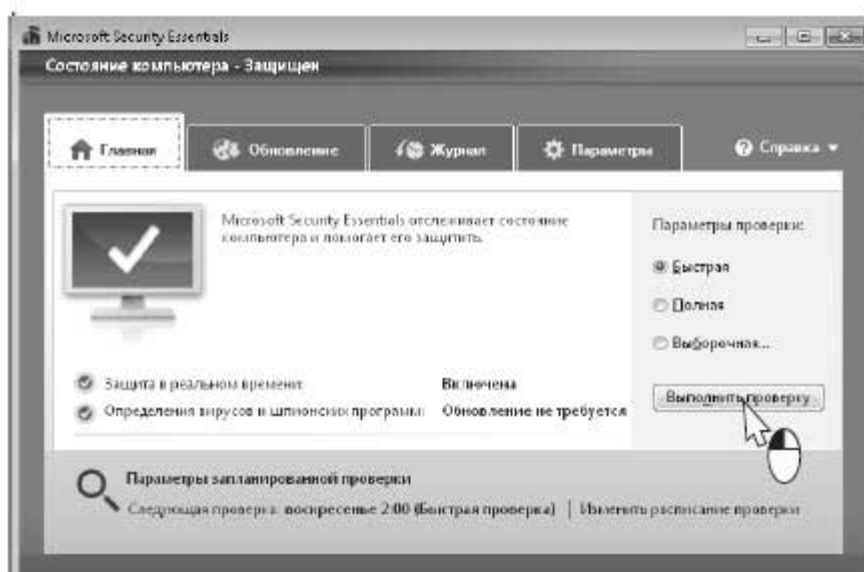 Microsoft Security Essentials
Состояние компьютера - Защищен
Главная
Обновление
Журнал
Параметры
Справка
Microsoft Security Essentials отслеживает состояние
компьютера и помогает его защитить.
Параметры проверки:
Быстрая
Полная
Выборочная...
Защита в реальном времени: Включена
Определения вирусов и шпионских программ: Обновление не требуется
Выполнить проверку
Параметры запланированной проверки
Следующая проверка: воскресенье 2:00 (Быстрая проверка) | Изменить расписание проверки